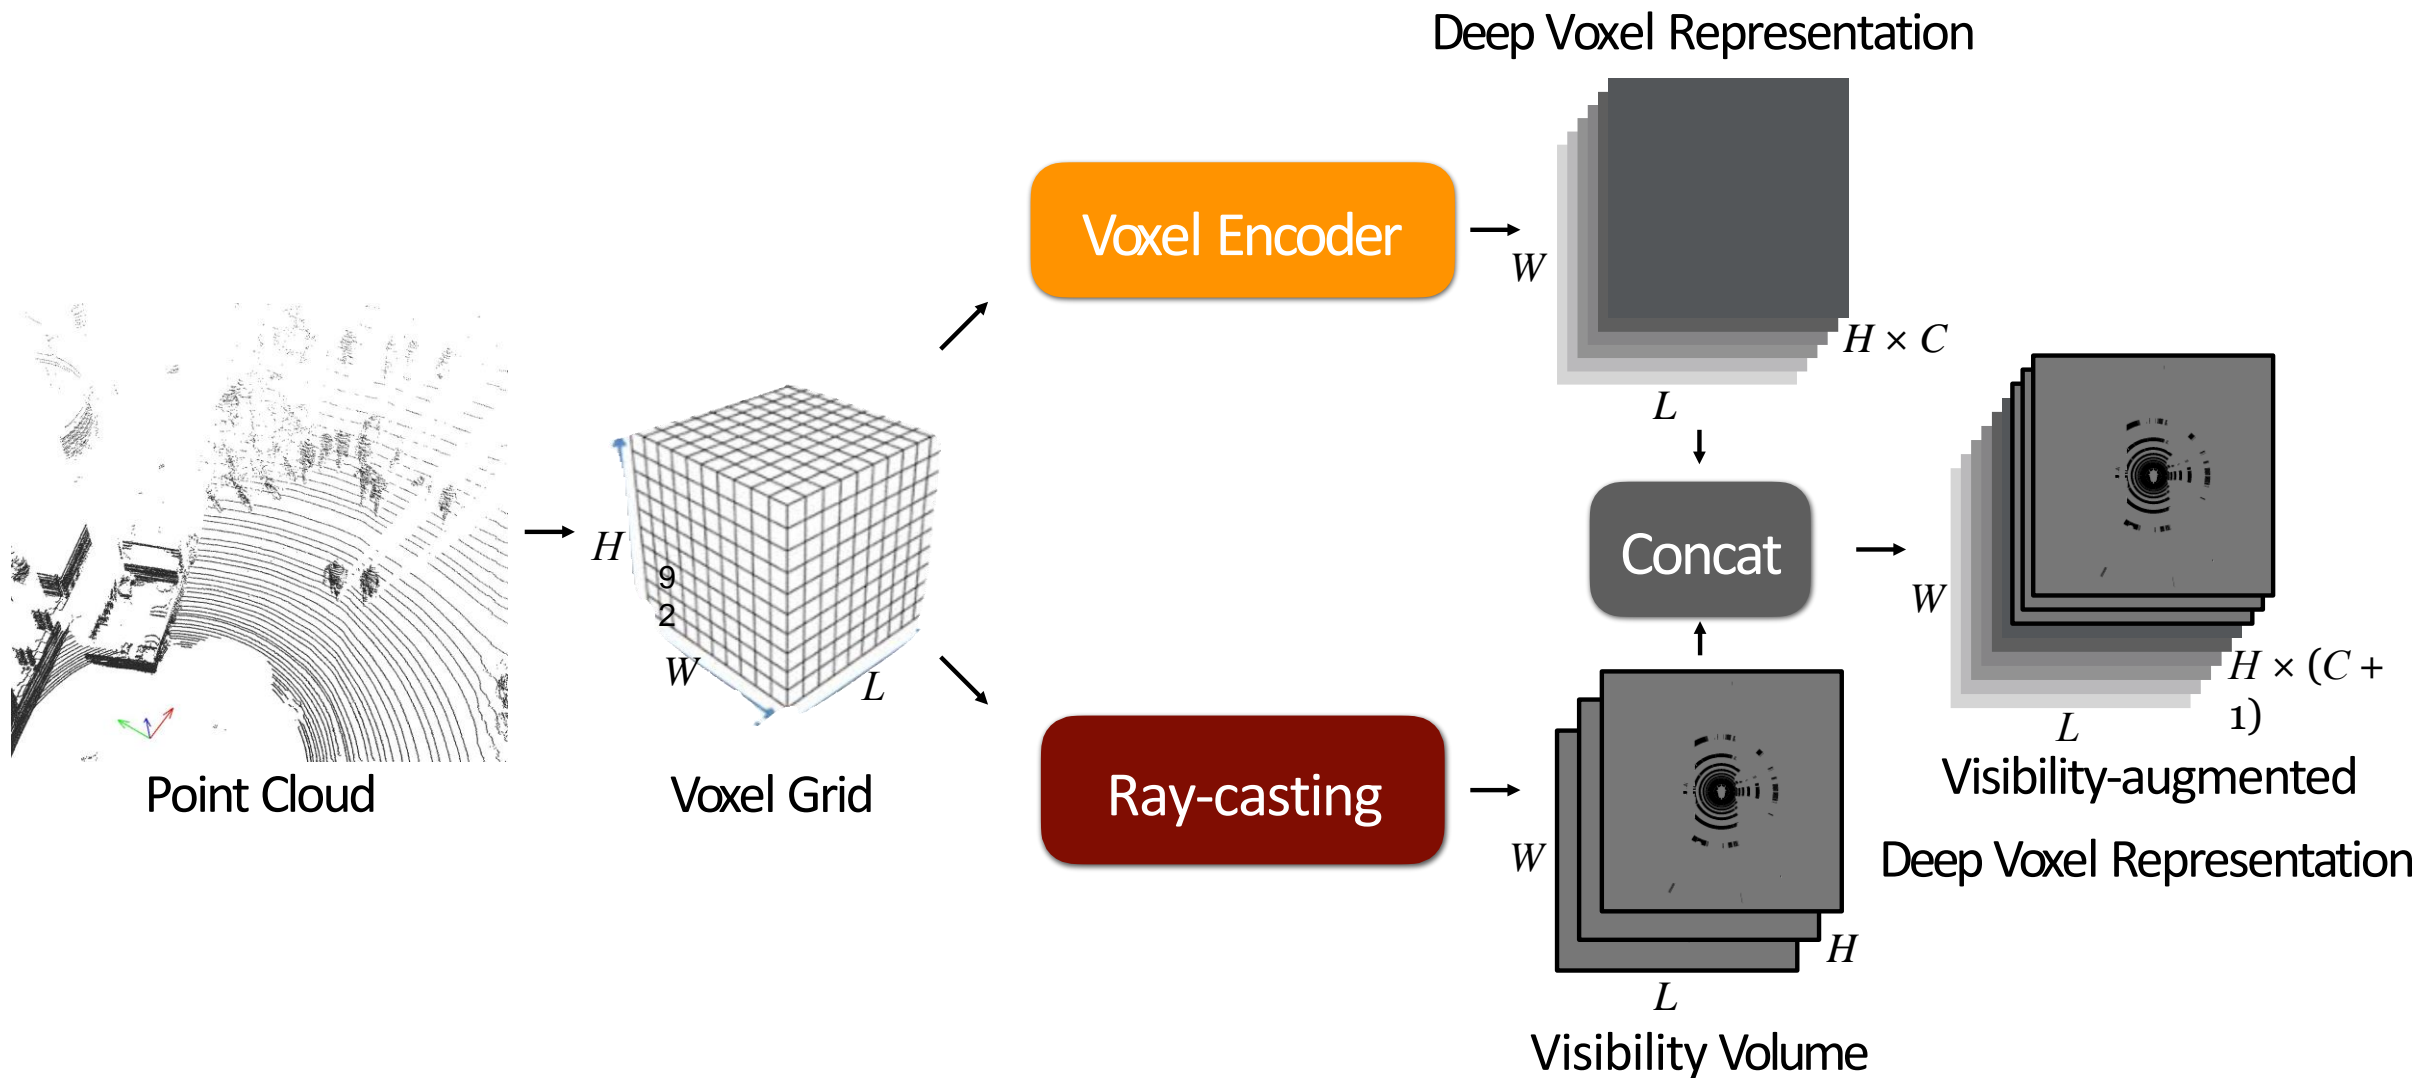 Deep Voxel Representation
Voxel Encoder
W
H × C
L
Concat
H
9
2
W
L
Point Cloud
Voxel Grid
Ray-casting
W
H
L
Visibility Volume
W
H × (C +
1)
L
Visibility-augmented
Deep Voxel Representation